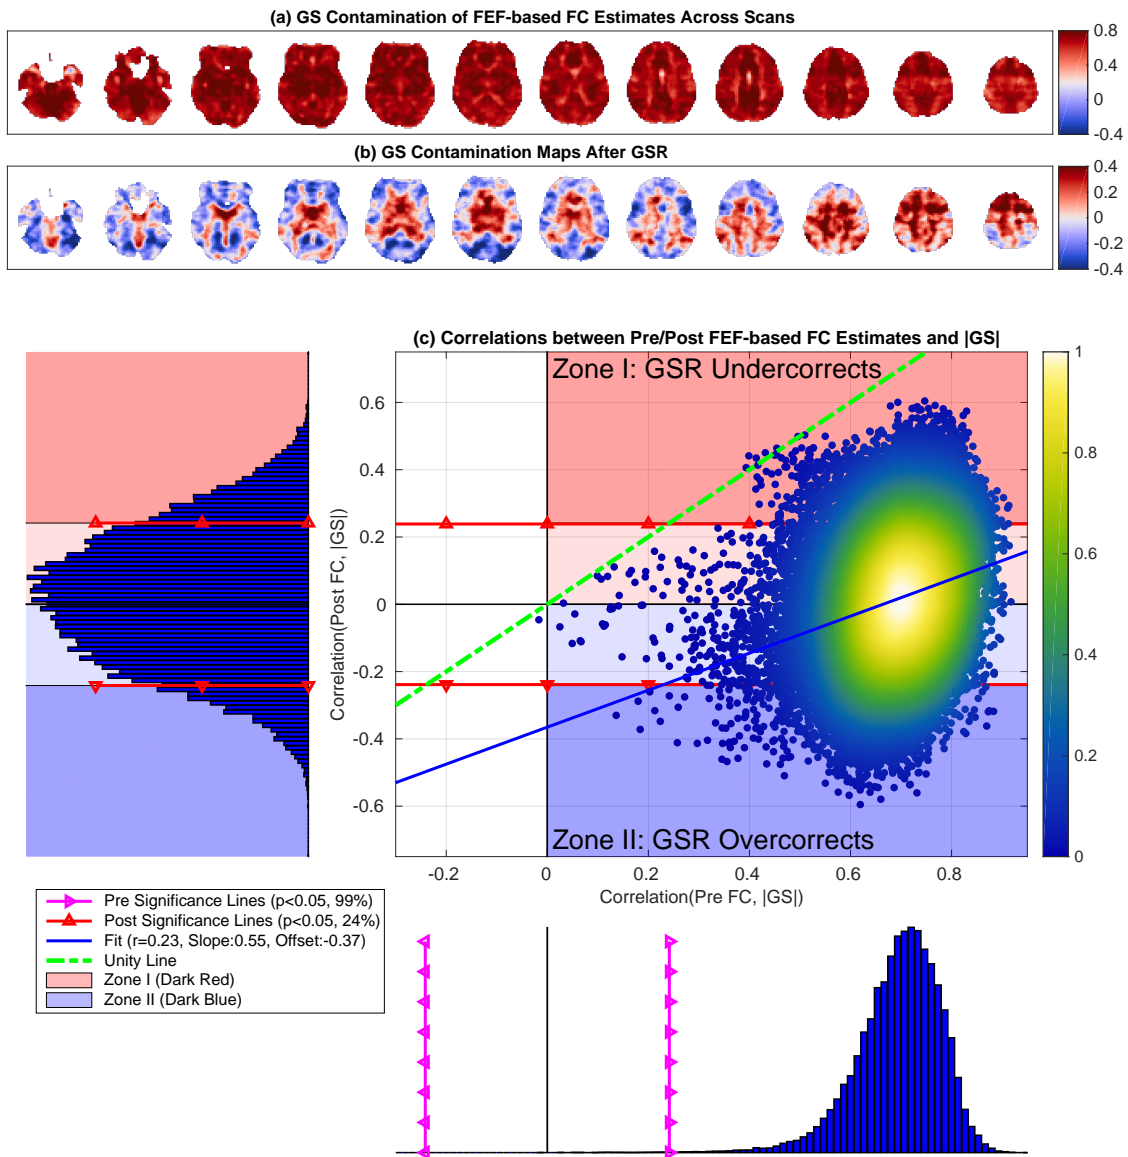 (a) GS Contamination of FEF-based FC Estimates Across Scans
0.8
0.4
0
-0.4
(b) GS Contamination Maps After GSR
0.4
0.2
0
-0.2
-0.4
(c) Correlations between Pre/Post FEF-based FC Estimates and |GS|
Zone I: GSR Undercorrects
Zone II: GSR Overcorrects
Correlation(Post FC, |GS|)
0.6
0.4
0.2
0
-0.2
-0.4
-0.6
-0.2
0
0.2
0.4
0.6
0.8
Correlation(Pre FC, |GS|)
1
0.8
0.6
0.4
0.2
0
Pre Significance Lines (p<0.05, 99%)
Post Significance Lines (p<0.05, 24%)
Fit (r=0.23, Slope:0.55, Offset:-0.37)
Unity Line
Zone I (Dark Red)
Zone II (Dark Blue)